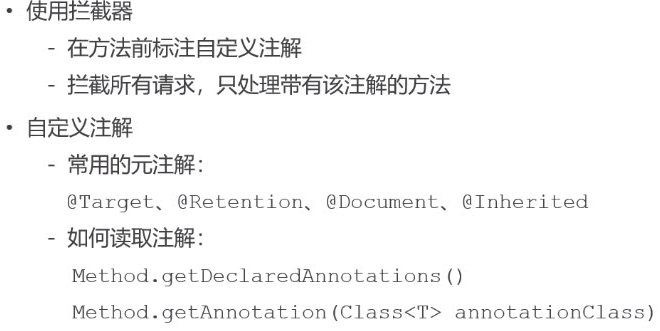 • 使用拦截器
- 在方法前标注自定义注解
- 拦截所有请求，只处理带有该注解的方法
• 自定义注解
- 常用的元注解：
@Target、@Retention、@Document、@Inherited
- 如何读取注解：
Method.getDeclaredAnnotations()
Method.getAnnotation(Class<T> annotationClass)